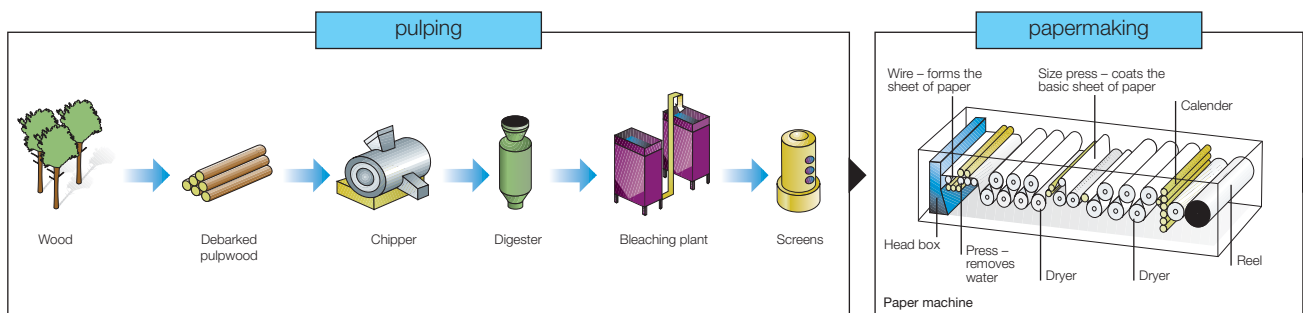 pulping
Wood
Debarked
pulpwood
Chipper
Digester
Bleaching plant
Screens
papermaking
Wire – forms the
sheet of paper
Size press – coats the
basic sheet of paper
Calender
Head box
Press –
removes
water
Dryer
Dryer
Reel
Paper machine